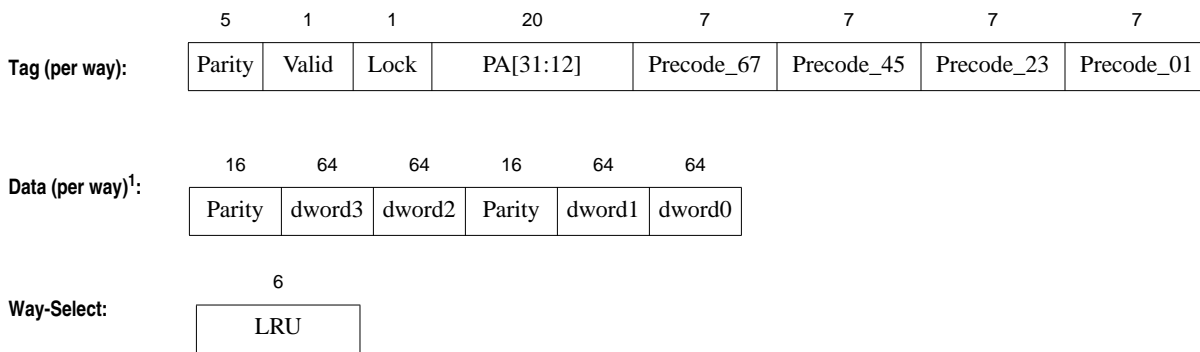 5 1 1 20 7 7 7 7
Tag (per way): Parity Valid Lock PA[31:12] Precode_67 Precode_45 Precode_23 Precode_01
16 64 64 16 64 64
Data (per way)1: Parity dword3 dword2 Parity dword1 dword0
6
Way-Select: LRU